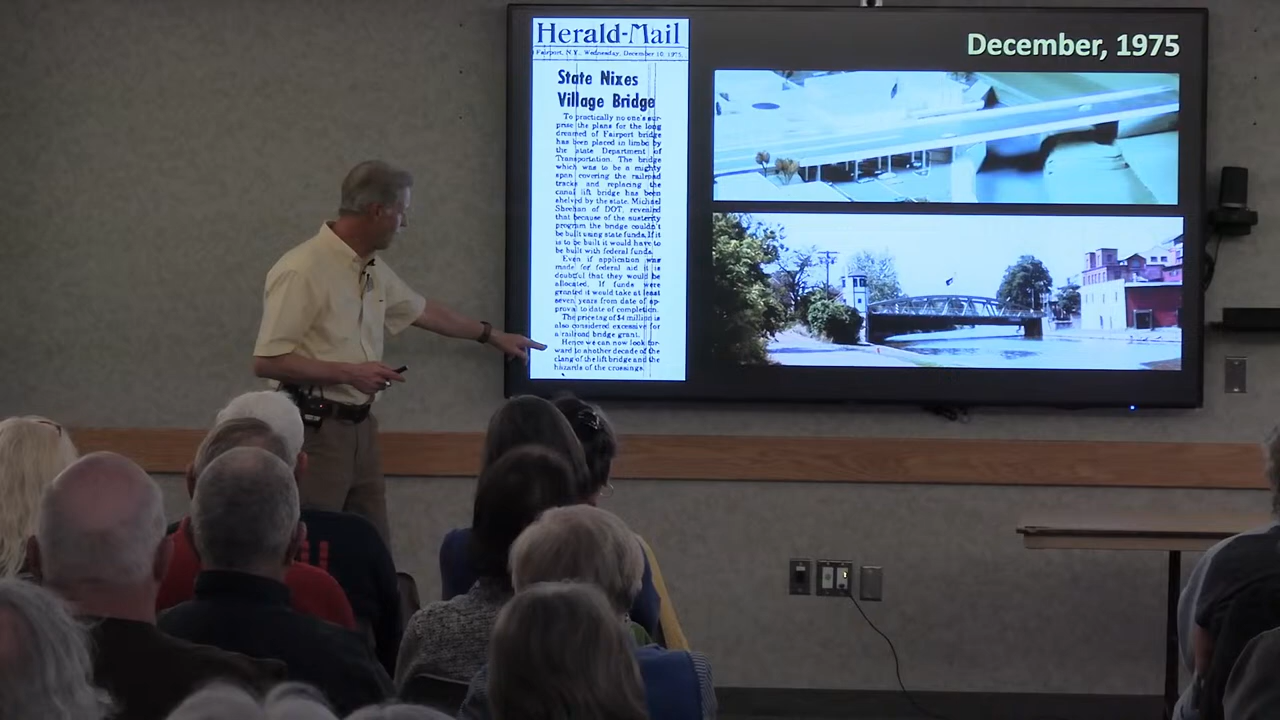 Herald-Mail
Fairport, N.Y., Wednesday, December 10, 1975
December, 1975
State Nixes
Village Bridge
To practically no one's sur-
prise the plans for the long
dreamed of Fairport bridge
has been placed in limbo by
the state Department of
Transportation. The bridge
which was to be a mighty
span covering the railroad
tracks and replacing the
canal lift bridge has been
shelved by the state. Michael
Sheehan of DOT, revealed
that because of the austerity
program the bridge couldn't
be built using state funds. If it
is to be built it would have to
be built with federal funds.
Even if application was
made for federal aid it is
doubtful that they would be
allocated. If funds were
granted it would take at least
seven years from date of ap-
proval to date of completion.
The price tag of $4 million is
also considered excessive for
a railroad bridge grant.
Hence we can now look for-
ward to another decade of the
clang of the lift bridge and the
hazards of the crossings.